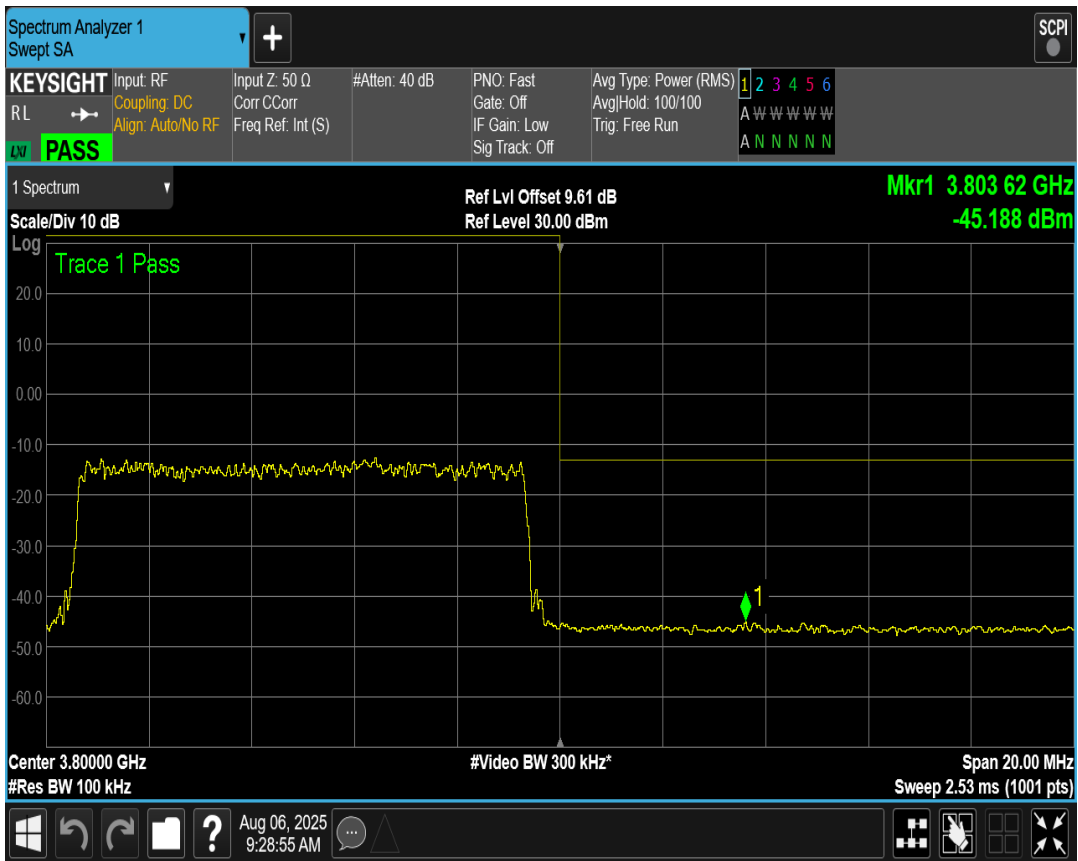 Spectrum Analyzer 1
Swept SA
+
SCPI
KEYSIGHT
RL
LXI PASS
Input: RF
Coupling: DC
Align: Auto/No RF
Input Z: 50 Ω
Corr CCorr
Freq Ref: Int (S)
#Atten: 40 dB
PNO: Fast
Gate: Off
IF Gain: Low
Sig Track: Off
Avg Type: Power (RMS)
Avg|Hold: 100/100
Trig: Free Run
1 2 3 4 5 6
A W W W W W
A N N N N N
1 Spectrum
Scale/Div 10 dB
Log
Ref Lvl Offset 9.61 dB
Ref Level 30.00 dBm
Mkr1 3.803 62 GHz
-45.188 dBm
Trace 1 Pass
20.0
10.0
0.00
-10.0
-20.0
-30.0
-40.0
-50.0
-60.0
1
Center 3.80000 GHz
#Res BW 100 kHz
#Video BW 300 kHz*
Span 20.00 MHz
Sweep 2.53 ms (1001 pts)
?
Aug 06, 2025
9:28:55 AM